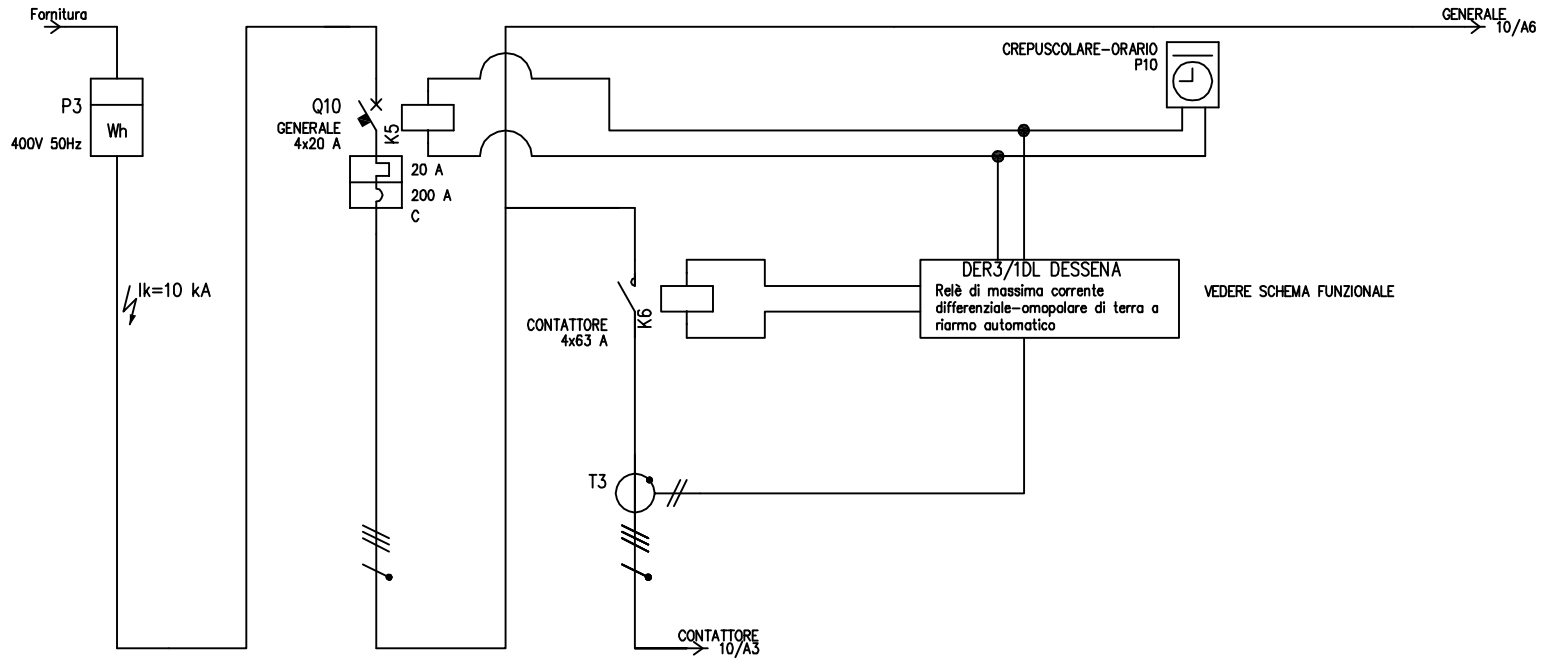 Fornitura
GENERALE
10/A6
CREPUSCOLARE-ORARIO
P10
P3
Wh
400V 50Hz
Q10
GENERALE
4x20 A
K5
20 A
200 A
C
Ik=10 kA
DER3/1DL DESSENA
Relè di massima corrente
differenziale-omopolare di terra a
riarmo automatico
VEDERE SCHEMA FUNZIONALE
CONTATTORE
4x63 A
K6
T3
CONTATTORE
10/A3